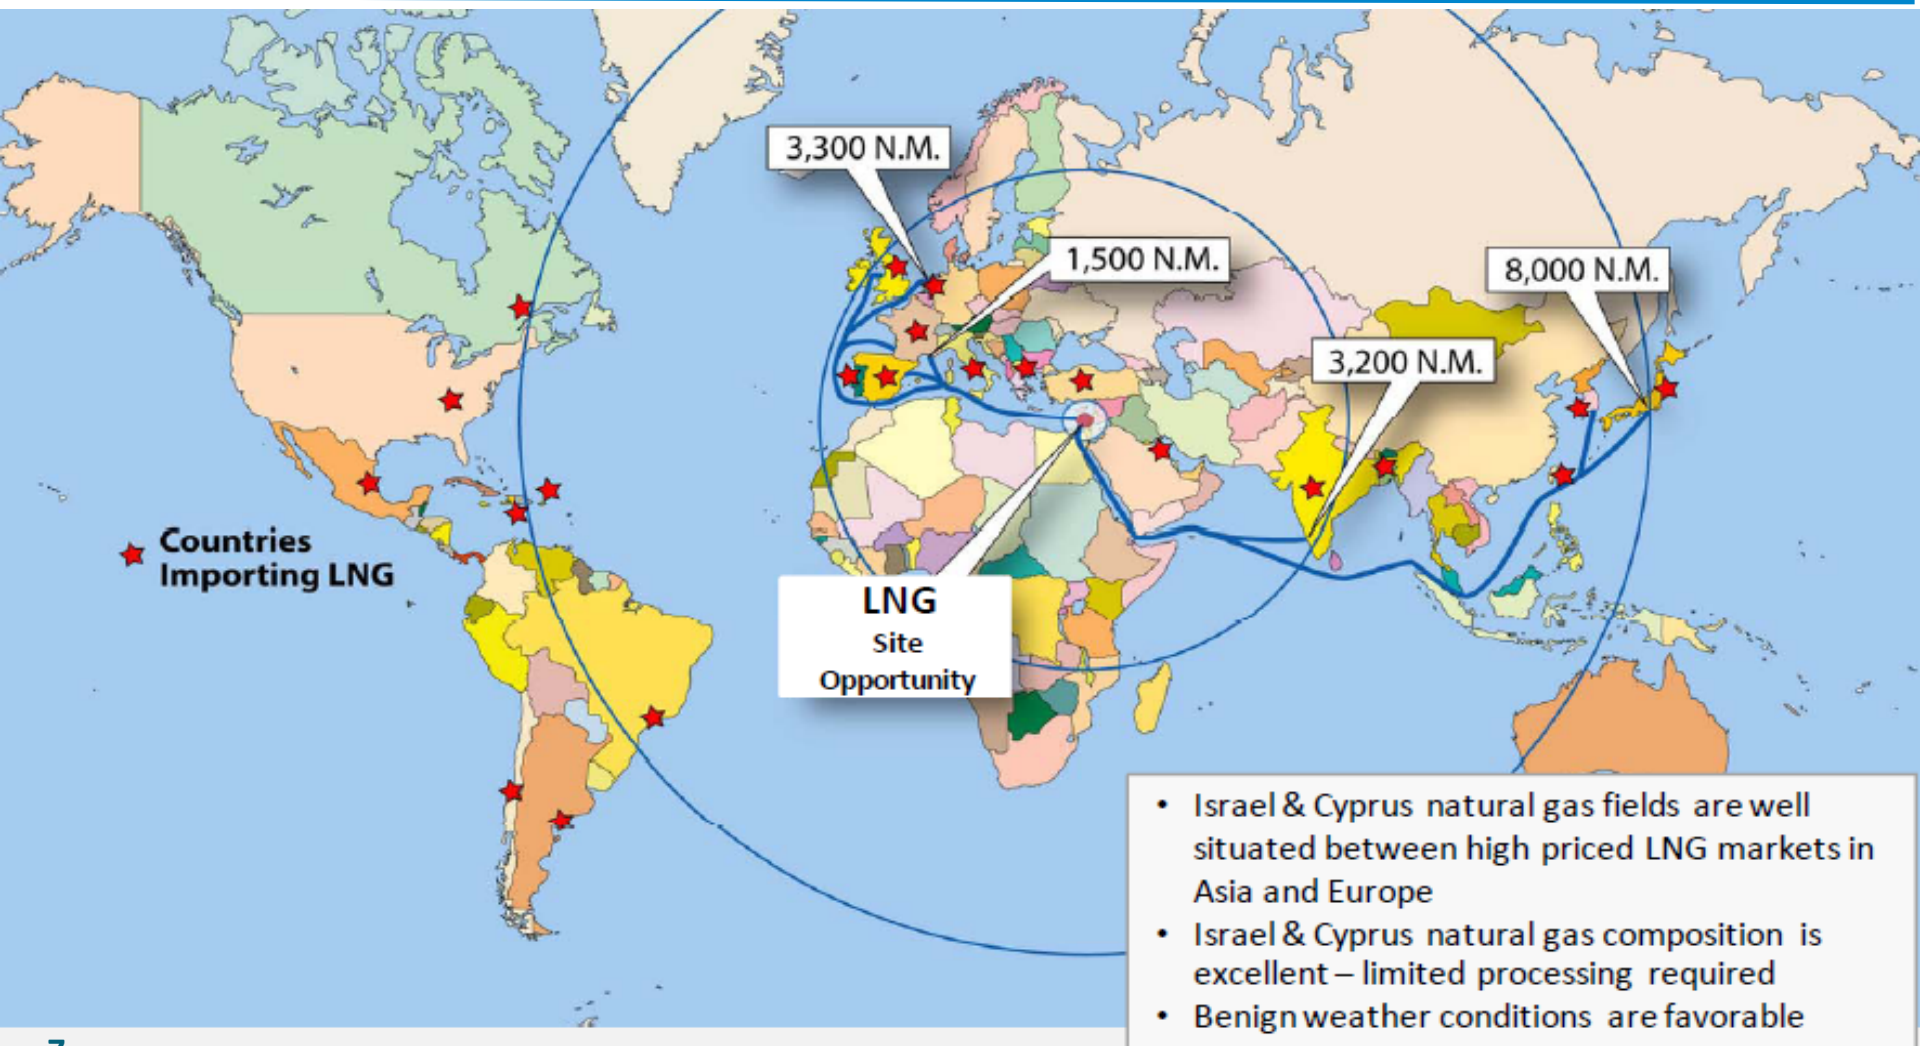 3,300 N.M.
1,500 N.M.
8,000 N.M.
3,200 N.M.
Countries
Importing LNG
LNG
Site
Opportunity
• Israel & Cyprus natural gas fields are well
situated between high priced LNG markets in
Asia and Europe
• Israel & Cyprus natural gas composition is
excellent – limited processing required
• Benign weather conditions are favorable